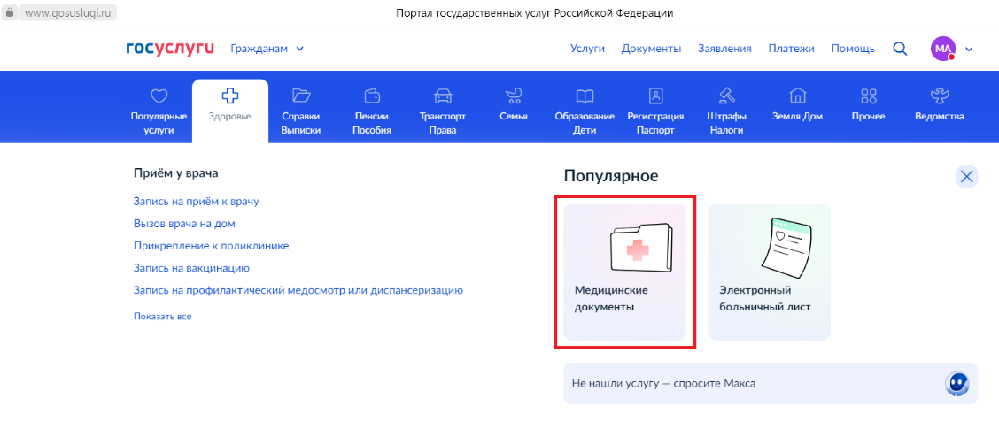 www.gosuslugi.ru
Портал государственных услуг Российской Федерации
госуслуги
Гражданам
Услуги
Документы
Заявления
Платежи
Помощь
МА
Популярные
услуги
Здоровье
Справки
Выписки
Пенсии
Пособия
Транспорт
Права
Семья
Образование
Дети
Регистрация
Паспорт
Штрафы
Налоги
Земля Дом
Прочее
Ведомства
Приём у врача
Запись на приём к врачу
Вызов врача на дом
Прикрепление к поликлинике
Запись на вакцинацию
Запись на профилактический медосмотр или диспансеризацию
Показать все
Популярное
Медицинские
документы
Электронный
больничный лист
Не нашли услугу — спросите Макса